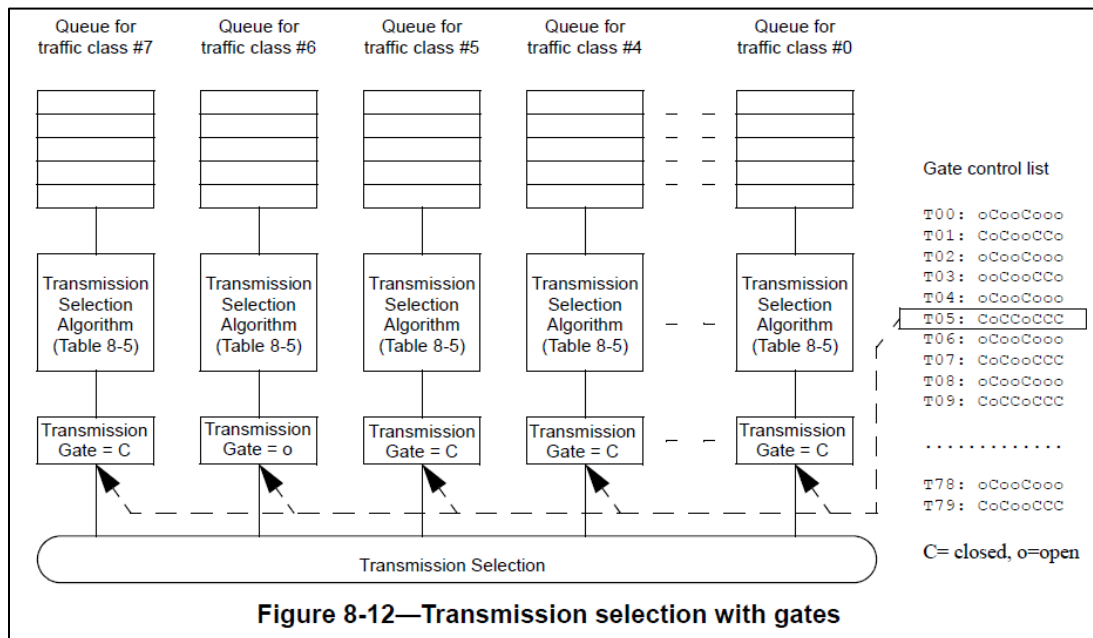 Queue for traffic class #7
Queue for traffic class #6
Queue for traffic class #5
Queue for traffic class #4
Queue for traffic class #0
Transmission
Selection
Algorithm
(Table 8-5)
Transmission
Selection
Algorithm
(Table 8-5)
Transmission
Selection
Algorithm
(Table 8-5)
Transmission
Selection
Algorithm
(Table 8-5)
Transmission
Selection
Algorithm
(Table 8-5)
Transmission
Gate = C
Transmission
Gate = o
Transmission
Gate = C
Transmission
Gate = C
Transmission
Gate = C
Transmission Selection
Gate control list
T00: oCooCooo
T01: CoCooCCo
T02: oCooCooo
T03: ooCooCCo
T04: oCooCooo
T05: CoCCoCCC
T06: oCooCooo
T07: CoCooCCC
T08: oCooCooo
T09: CoCCoCCC
. . . . . . . . . . . . .
T78: oCooCooo
T79: CoCooCCC
C= closed, o=open
Figure 8-12—Transmission selection with gates